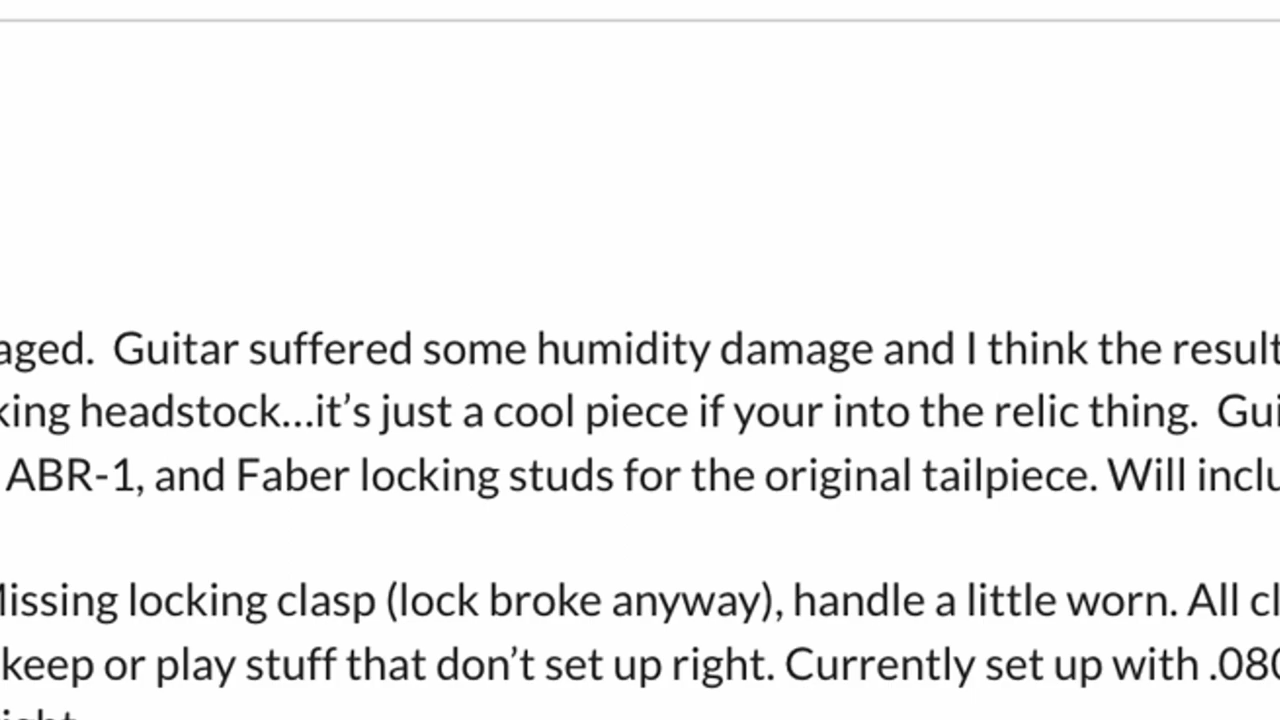 aged.  Guitar suffered some humidity damage and I think the result
king headstock...it's just a cool piece if your into the relic thing.  Gui
ABR-1, and Faber locking studs for the original tailpiece. Will inclu
Missing locking clasp (lock broke anyway), handle a little worn. All cl
keep or play stuff that don't set up right. Currently set up with .080
ight